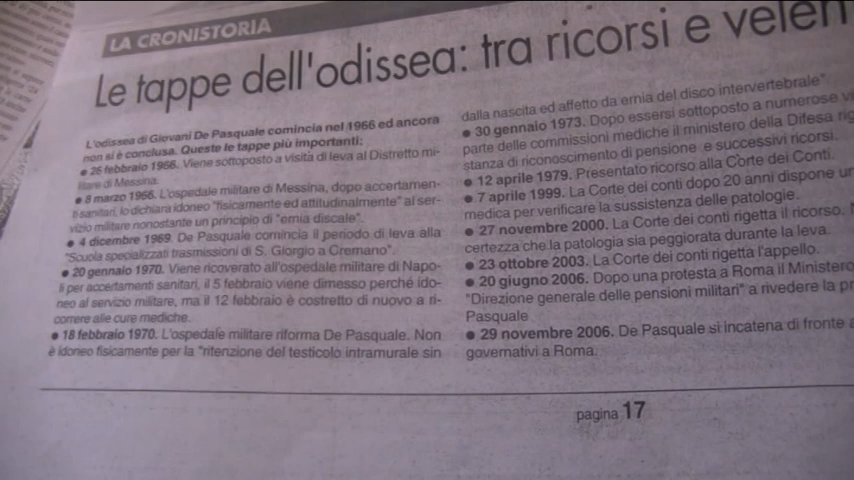 LA CRONISTORIA
Le tappe dell'odissea: tra ricorsi e velen
L'odissea di Giovani De Pasquale comincia nel 1966 ed ancora
non si è conclusa. Queste le tappe più importanti:
● 26 febbraio 1966. Viene sottoposto a visita di leva al Distretto mi-
litare di Messina.
● 8 marzo 1966. L'ospedale militare di Messina, dopo accertamen-
ti sanitari, lo dichiara idoneo "fisicamente ed attitudinalmente" al ser-
vizio militare nonostante un principio di "ernia discale".
● 4 dicembre 1969. De Pasquale comincia il periodo di leva alla
"Scuola specializzati trasmissioni di S. Giorgio a Cremano".
● 20 gennaio 1970. Viene ricoverato all'ospedale militare di Napo-
li per accertamenti sanitari, il 5 febbraio viene dimesso perché ido-
neo al servizio militare, ma il 12 febbraio è costretto di nuovo a ri-
correre alle cure mediche.
● 18 febbraio 1970. L'ospedale militare riforma De Pasquale. Non
è idoneo fisicamente per la "ritenzione del testicolo intramurale sin
dalla nascita ed affetto da ernia del disco intervertebrale"
● 30 gennaio 1973. Dopo essersi sottoposto a numerose vi
parte delle commissioni mediche il ministero della Difesa rig
stanza di riconoscimento di pensione e successivi ricorsi.
● 12 aprile 1979. Presentato ricorso alla Corte dei Conti.
● 7 aprile 1999. La Corte dei conti dopo 20 anni dispone un
medica per verificare la sussistenza delle patologie.
● 27 novembre 2000. La Corte dei conti rigetta il ricorso. N
certezza che la patologia sia peggiorata durante la leva.
● 23 ottobre 2003. La Corte dei conti rigetta l'appello.
● 20 giugno 2006. Dopo una protesta a Roma il Ministero
"Direzione generale delle pensioni militari" a rivedere la pr
Pasquale
● 29 novembre 2006. De Pasquale si incatena di fronte a
governativi a Roma.
pagina 17